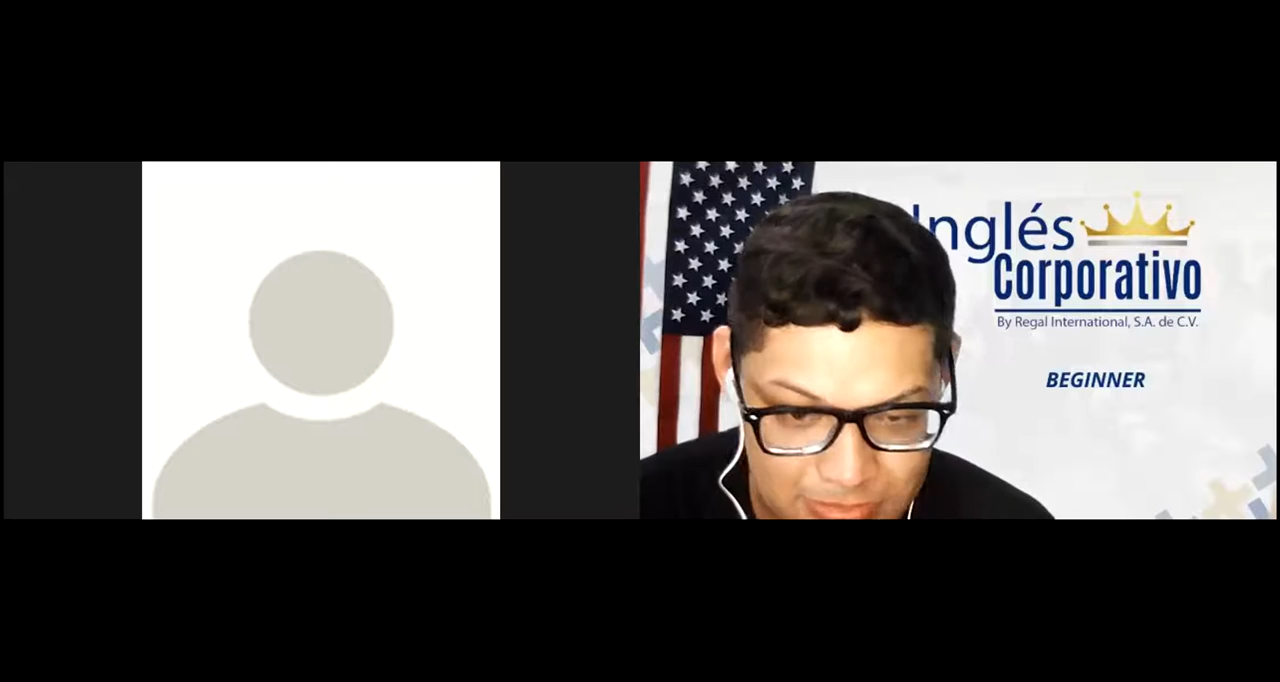 Inglés
Corporativo
By Regal International, S.A. de C.V.
BEGINNER